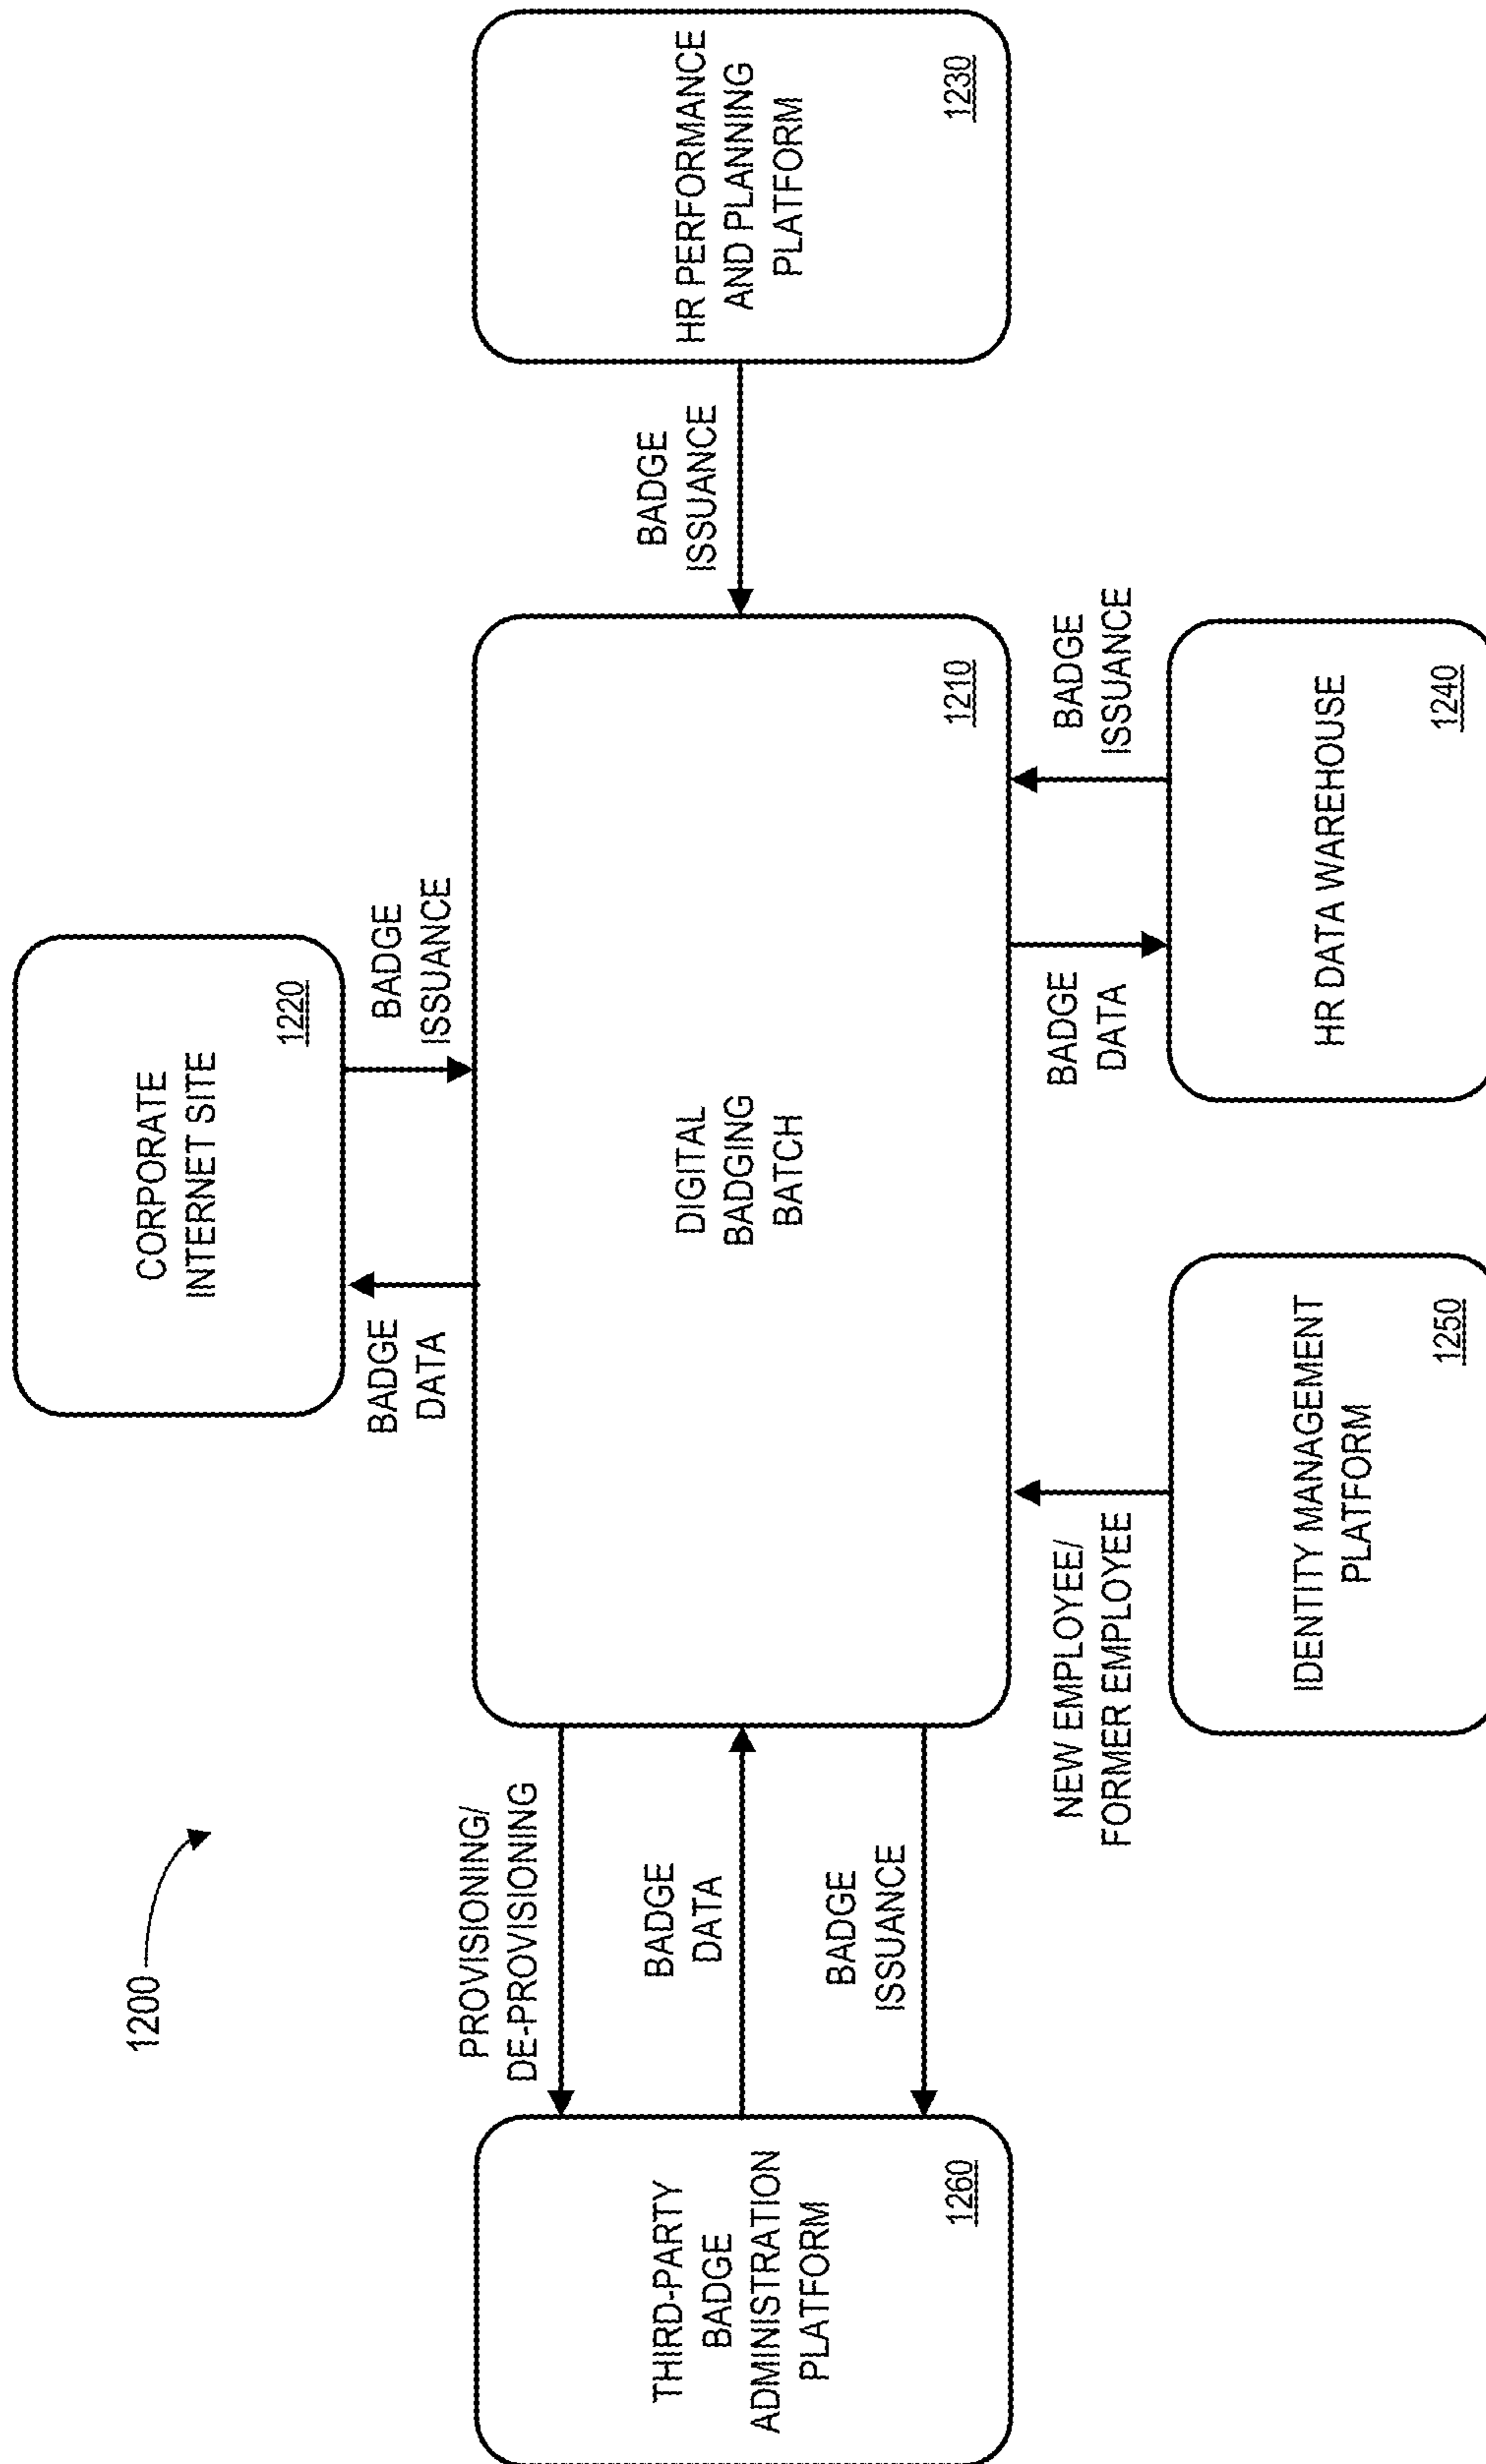 1200
CORPORATE
INTERNET SITE
1220
BADGE
DATA
BADGE
ISSUANCE
THIRD-PARTY
BADGE
ADMINISTRATION
PLATFORM
1260
PROVISIONING/
DE-PROVISIONING
BADGE
DATA
BADGE
ISSUANCE
DIGITAL
BADGING
BATCH
1210
BADGE
ISSUANCE
HR PERFORMANCE
AND PLANNING
PLATFORM
1230
NEW EMPLOYEE/
FORMER EMPLOYEE
BADGE
DATA
BADGE
ISSUANCE
IDENTITY MANAGEMENT
PLATFORM
1250
HR DATA WAREHOUSE
1240